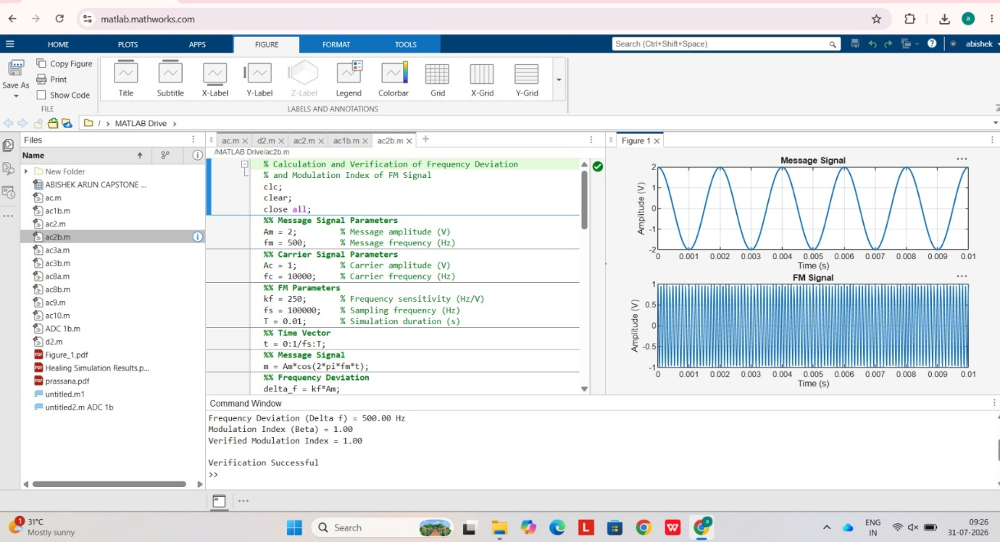 matlab.mathworks.com
a
HOME
PLOTS
APPS
FIGURE
FORMAT
TOOLS
Search (Ctrl+Shift+Space)
abishek
Save As
Copy Figure
Print
Show Code
FILE
Title
Subtitle
X-Label
Y-Label
Z-Label
Legend
Colorbar
Grid
X-Grid
Y-Grid
LABELS AND ANNOTATIONS
/ › MATLAB Drive ›
Files
Name
New Folder
ABISHEK ARUN CAPSTONE ...
ac.m
ac1b.m
ac2.m
ac2b.m
ac3a.m
ac3b.m
ac8a.m
ac8b.m
ac9.m
ac10.m
ADC 1b.m
d2.m
Figure_1.pdf
Healing Simulation Results.p...
prassana.pdf
untitled.m1
untitled2.m ADC 1b
ac.m
d2.m
ac2.m
ac1b.m
ac2b.m
/MATLAB Drive/ac2b.m
% Calculation and Verification of Frequency Deviation
% and Modulation Index of FM Signal
clc;
clear;
close all;
%% Message Signal Parameters
Am = 2; % Message amplitude (V)
fm = 500; % Message frequency (Hz)
%% Carrier Signal Parameters
Ac = 1; % Carrier amplitude (V)
fc = 10000; % Carrier frequency (Hz)
%% FM Parameters
kf = 250; % Frequency sensitivity (Hz/V)
fs = 100000; % Sampling frequency (Hz)
T = 0.01; % Simulation duration (s)
%% Time Vector
t = 0:1/fs:T;
%% Message Signal
m = Am*cos(2*pi*fm*t);
%% Frequency Deviation
delta_f = kf*Am;
Figure 1
Message Signal
Amplitude (V)
2
1
0
-1
-2
0 0.001 0.002 0.003 0.004 0.005 0.006 0.007 0.008 0.009 0.01
Time (s)
FM Signal
Amplitude (V)
1
0.5
0
-0.5
-1
0 0.001 0.002 0.003 0.004 0.005 0.006 0.007 0.008 0.009 0.01
Time (s)
Command Window
Frequency Deviation (Delta f) = 500.00 Hz
Modulation Index (Beta) = 1.00
Verified Modulation Index = 1.00
Verification Successful
>>
1
31°C
Mostly sunny
Search
L
W
a
ENG
IN
09:26
31-07-2026